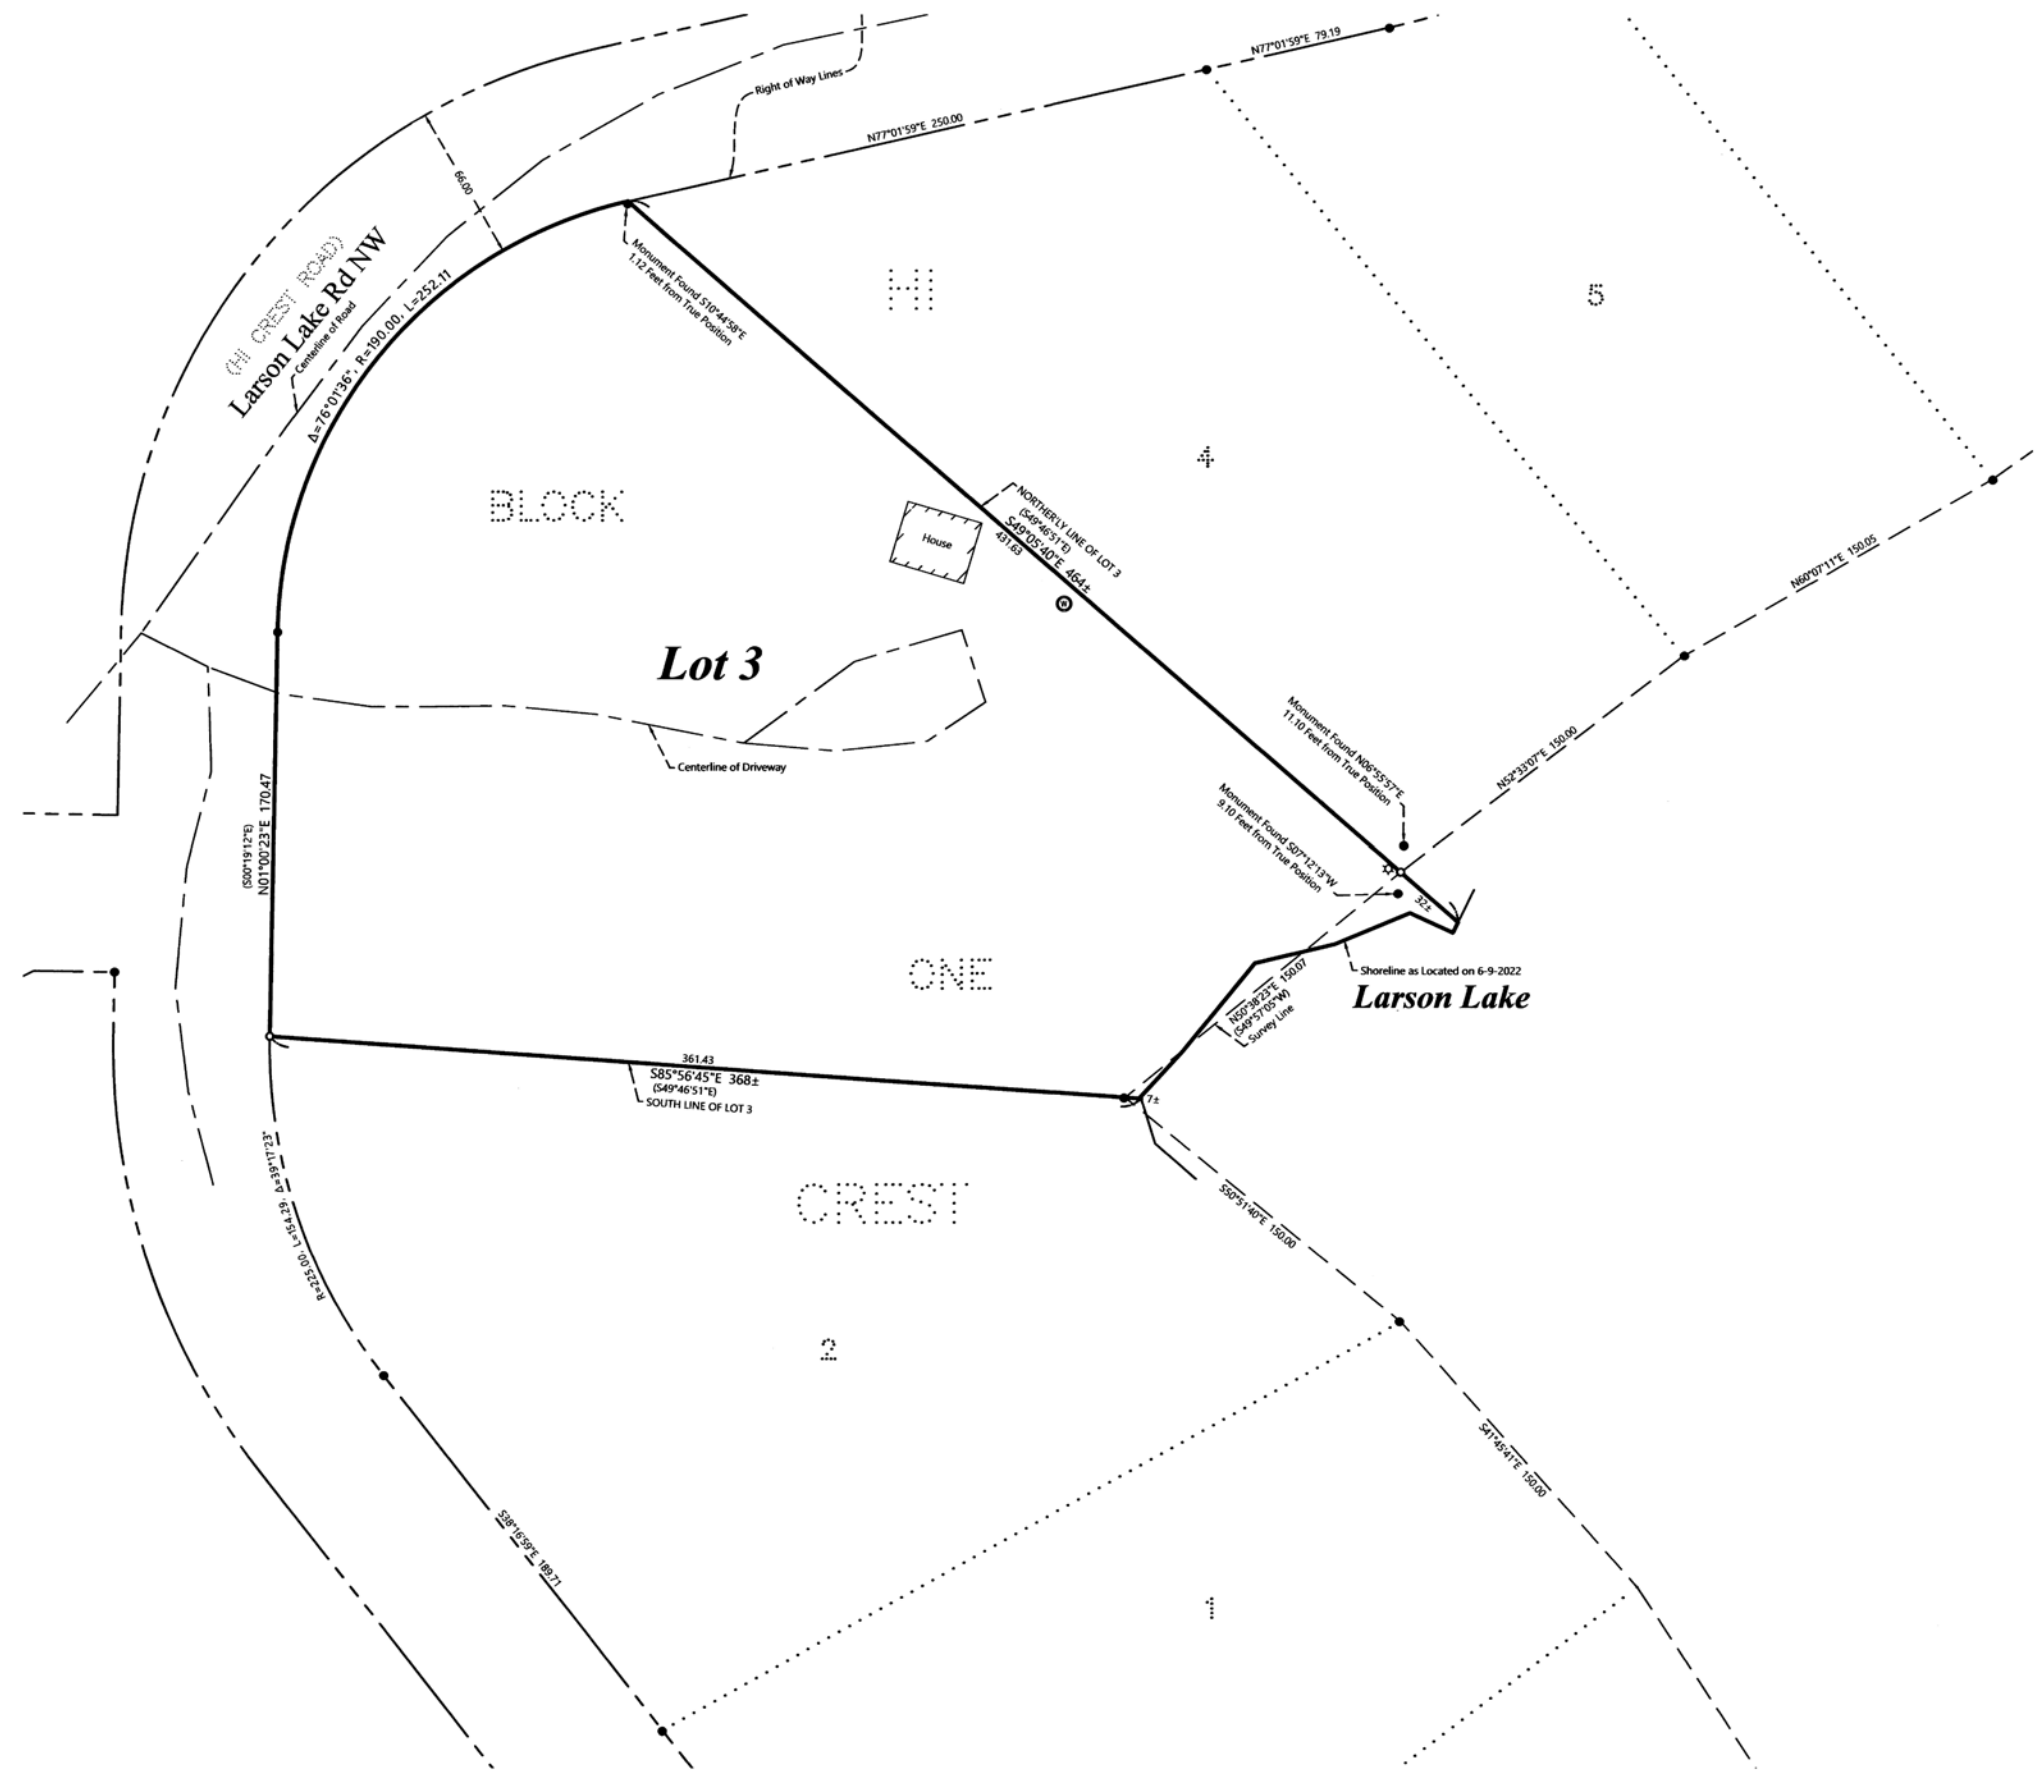 N77°01'59"E 79.19
Right of Way Lines
N77°01'59"E 250.00
66.00
(HI CREST ROAD)
Larson Lake Rd NW
Centerline of Road
Δ=76°01'36", R=190.00, L=252.11
Monument Found S10°44'58"E
1.12 Feet from True Position
HI
5
4
BLOCK
House
NORTHER'LY LINE OF LOT 3
(S49°46'51"E)
S49°05'40"E 464±
431.63
W
Lot 3
N60°07'11"E 150.05
Centerline of Driveway
Monument Found N06°55'57"E
11.10 Feet from True Position
N52°33'07"E 150.00
Monument Found S07°12'13"W
9.10 Feet from True Position
(S00°19'12"E)
N01°00'23"E 170.47
32±
ONE
Shoreline as Located on 6-9-2022
Larson Lake
N50°38'23"E 150.07
(S49°57'05"W)
Survey Line
361.43
S85°56'45"E 368±
(S49°46'51"E)
SOUTH LINE OF LOT 3
7±
R=225.00, L=154.29, Δ=39°17'23"
CREST
S50°51'40"E 150.00
2
S41°45'41"E 150.00
S38°16'59"E 189.71
1